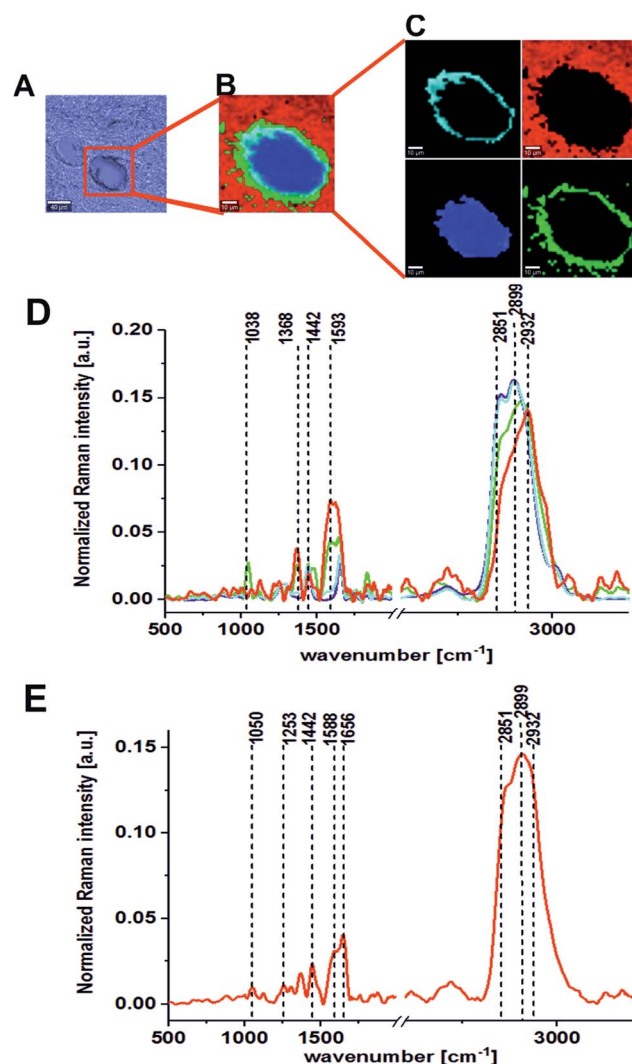 A
B
C
40 µm
10 µm
10 µm
10 µm
10 µm
10 µm
D
1038
1368
1442
1593
2851
2899
2932
0.20
0.15
0.10
0.05
0.00
Normalized Raman intensity [a.u.]
500
1000
1500
3000
wavenumber [cm⁻¹]
E
1050
1253
1442
1588
1656
2851
2899
2932
0.15
0.10
0.05
0.00
Normalized Raman intensity [a.u.]
500
1000
1500
3000
wavenumber [cm⁻¹]